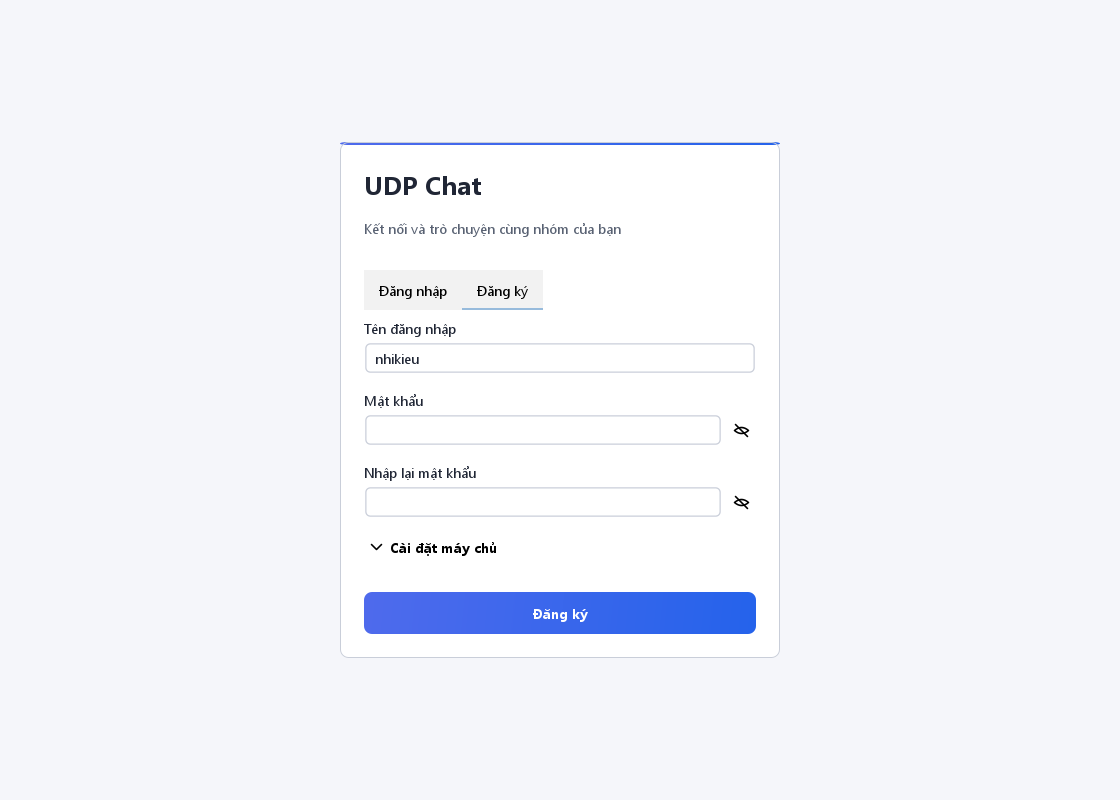 UDP Chat
Kết nối và trò chuyện cùng nhóm của bạn
Đăng nhập
Đăng ký
Tên đăng nhập
nhikieu
Mật khẩu
Nhập lại mật khẩu
Cài đặt máy chủ
Đăng ký